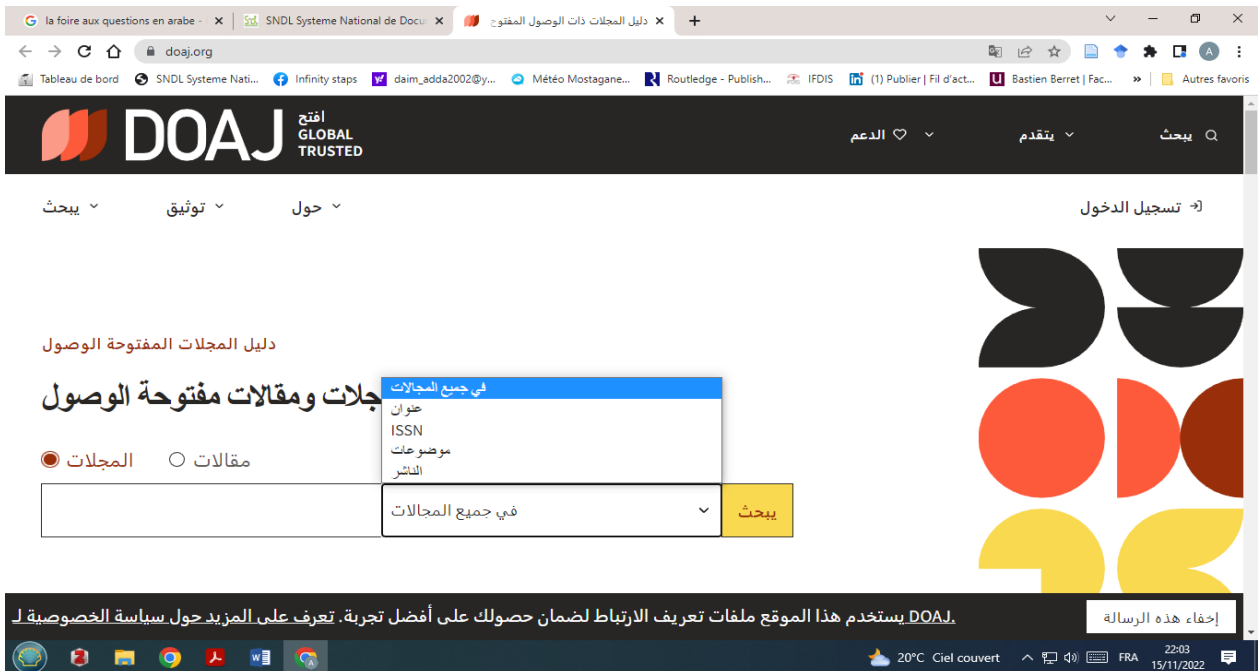 la foire aux questions en arabe -
SNDL Systeme National de Docu
دليل المجلات ذات الوصول المفتوح
doaj.org
Tableau de bord
SNDL Systeme Nati...
Infinity staps
daim_adda2002@y...
Météo Mostagane...
Routledge - Publish...
IFDIS
(1) Publier | Fil d'act...
Bastien Berret | Fac...
Autres favoris
DOAJ
افتح
GLOBAL
TRUSTED
الدعم
يتقدم
يبحث
يبحث
توثيق
حول
تسجيل الدخول
دليل المجلات المفتوحة الوصول
جلات ومقالات مفتوحة الوصول
في جميع المجالات
عنوان
ISSN
موضوعات
الناشر
المجلات
مقالات
في جميع المجالات
يبحث
DOAJ. يستخدم هذا الموقع ملفات تعريف الارتباط لضمان حصولك على أفضل تجربة. تعرف على المزيد حول سياسة الخصوصية لـ
إخفاء هذه الرسالة
20°C Ciel couvert
FRA
22:03
15/11/2022